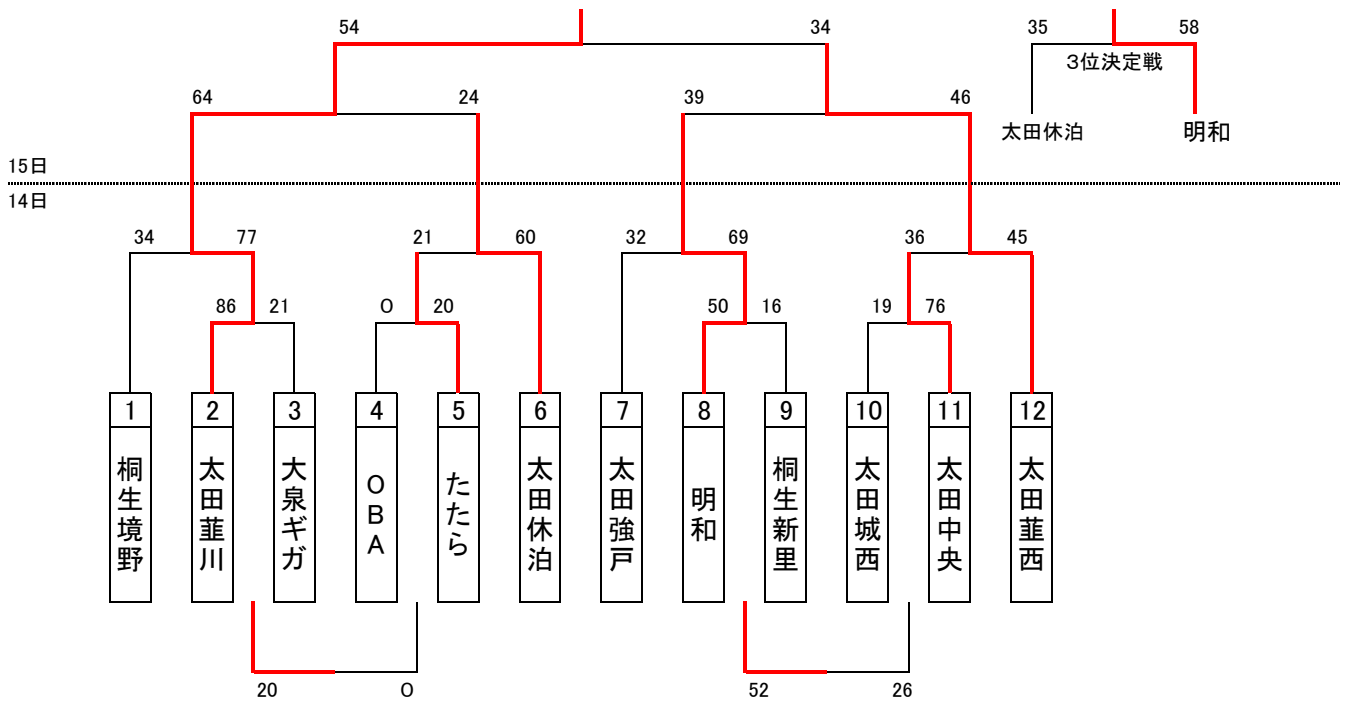 54 34 35 58
3位決定戦
64 24 39 46
太田休泊 明和
15日
14日
34 77 21 60 32 69 36 45
86 21 0 20 50 16 19 76
1 2 3 4 5 6 7 8 9 10 11 12
桐生境野
太田韮川
大泉ギガ
OBA
たたら
太田休泊
太田強戸
明和
桐生新里
太田城西
太田中央
太田韮西
20 0 52 26